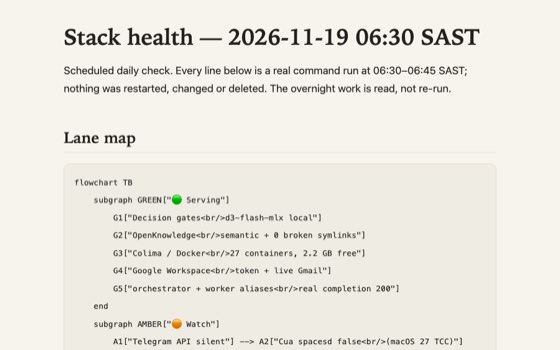 Stack health — 2026-11-19 06:30 SAST
Scheduled daily check. Every line below is a real command run at 06:30–06:45 SAST;
nothing was restarted, changed or deleted. The overnight work is read, not re-run.
Lane map
flowchart TB
subgraph GREEN["🟢 Serving"]
G1["Decision gates<br/>d3-flash-mlx local"]
G2["OpenKnowledge<br/>semantic + 0 broken symlinks"]
G3["Colima / Docker<br/>27 containers, 2.2 GB free"]
G4["Google Workspace<br/>token + live Gmail"]
G5["orchestrator + worker aliases<br/>real completion 200"]
end
subgraph AMBER["🟠 Watch"]
A1["Telegram API silent"] --> A2["Cua spacesd false<br/>(macOS 27 TCC)"]